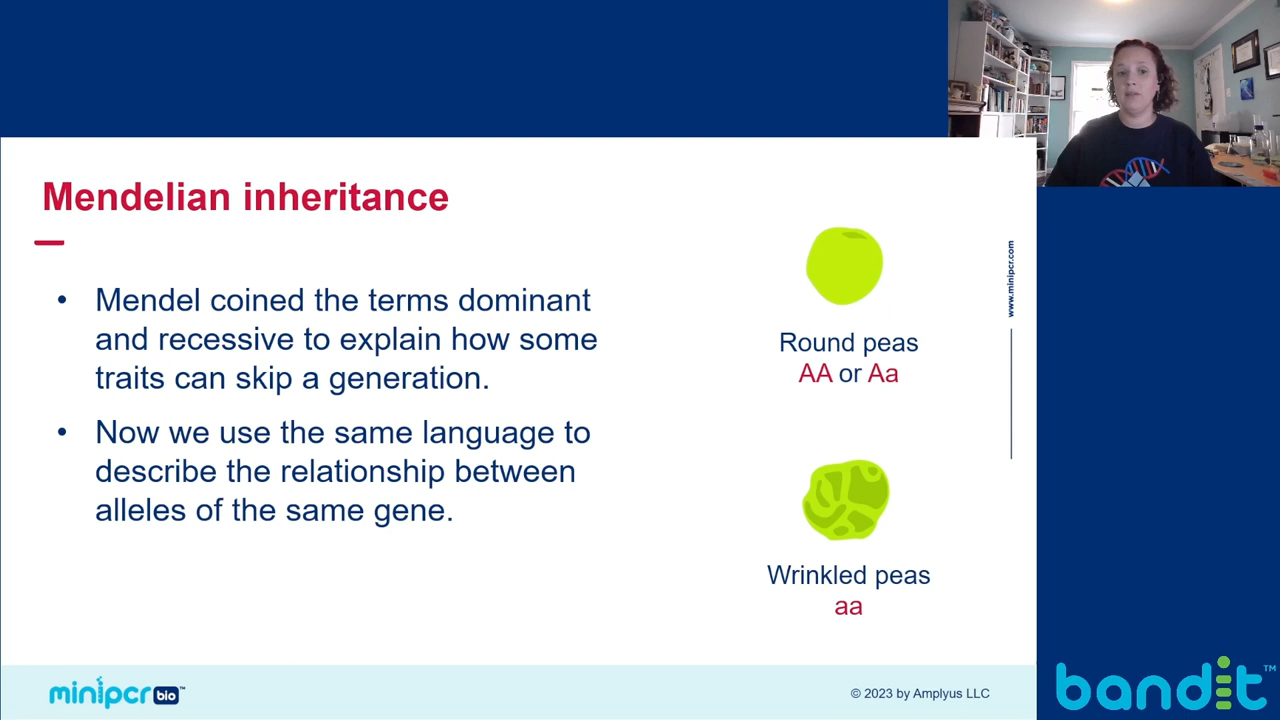 Mendelian inheritance
• Mendel coined the terms dominant
and recessive to explain how some
traits can skip a generation.
• Now we use the same language to
describe the relationship between
alleles of the same gene.
Round peas
AA or Aa
Wrinkled peas
aa
www.minipcr.com
minipcr bio™
© 2023 by Amplyus LLC
bandit™